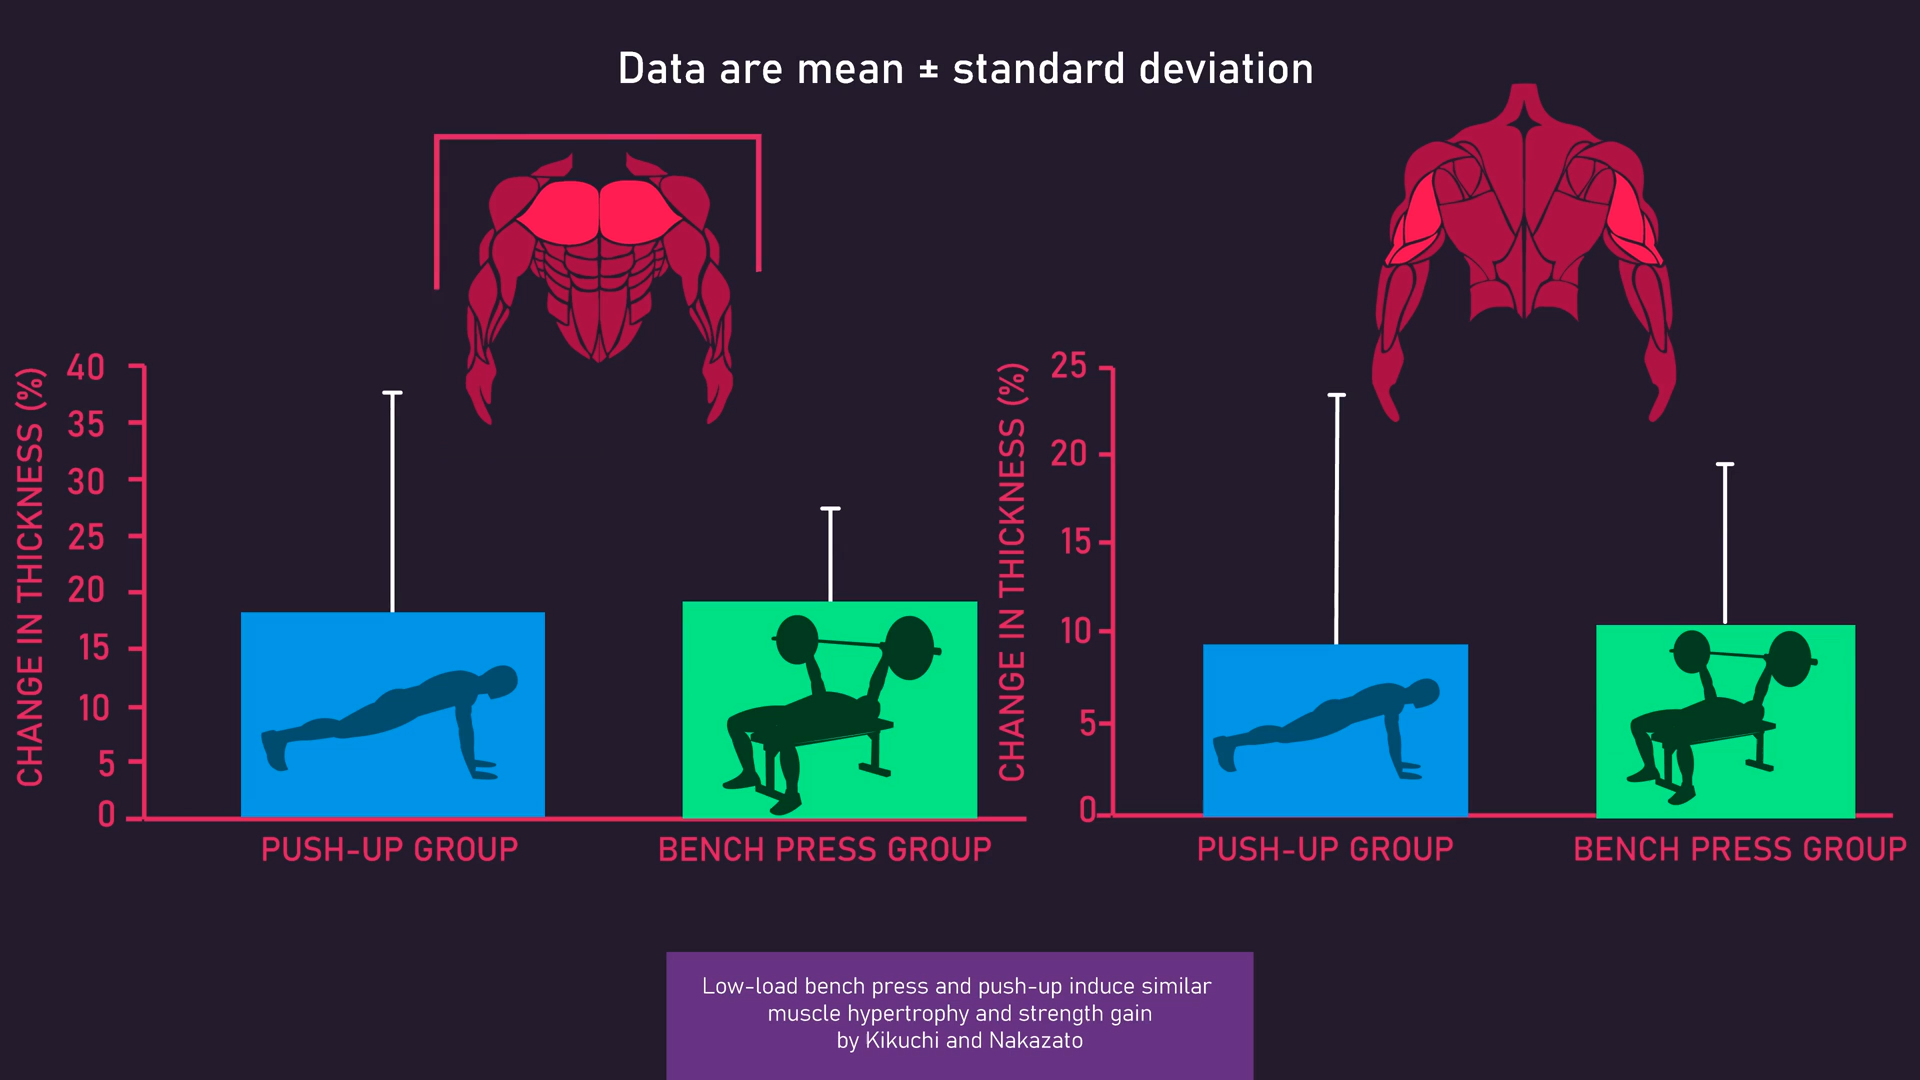 Data are mean ± standard deviation
CHANGE IN THICKNESS (%)
40
35
30
25
20
15
10
5
0
PUSH-UP GROUP
BENCH PRESS GROUP
CHANGE IN THICKNESS (%)
25
20
15
10
5
0
PUSH-UP GROUP
BENCH PRESS GROUP
Low-load bench press and push-up induce similar
muscle hypertrophy and strength gain
by Kikuchi and Nakazato